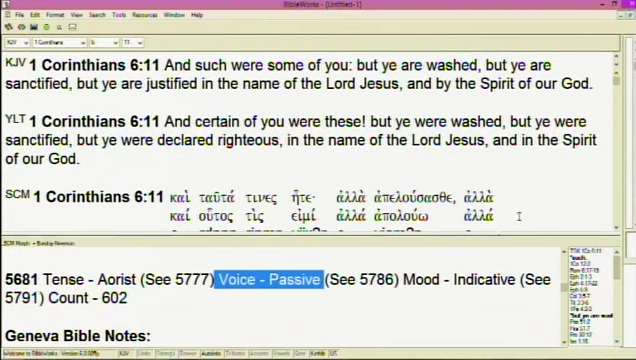 BibleWorks - [Untitled-1]
File Edit Format View Search Tools Resources Window Help
KJV 1 Corinthians 6 11
KJV 1 Corinthians 6:11 And such were some of you: but ye are washed, but ye are
sanctified, but ye are justified in the name of the Lord Jesus, and by the Spirit of our God.
YLT 1 Corinthians 6:11 And certain of you were these! but ye were washed, but ye were
sanctified, but ye were declared righteous, in the name of the Lord Jesus, and in the Spirit
of our God.
SCM 1 Corinthians 6:11 καὶ ταῦτά τινες ἦτε· ἀλλὰ ἀπελούσασθε, ἀλλὰ
καί οὗτος τὶς εἰμί ἀλλά ἀπολούω ἀλλά
5681 Tense - Aorist (See 5777) Voice - Passive (See 5786) Mood - Indicative (See
5791) Count - 602
Geneva Bible Notes: